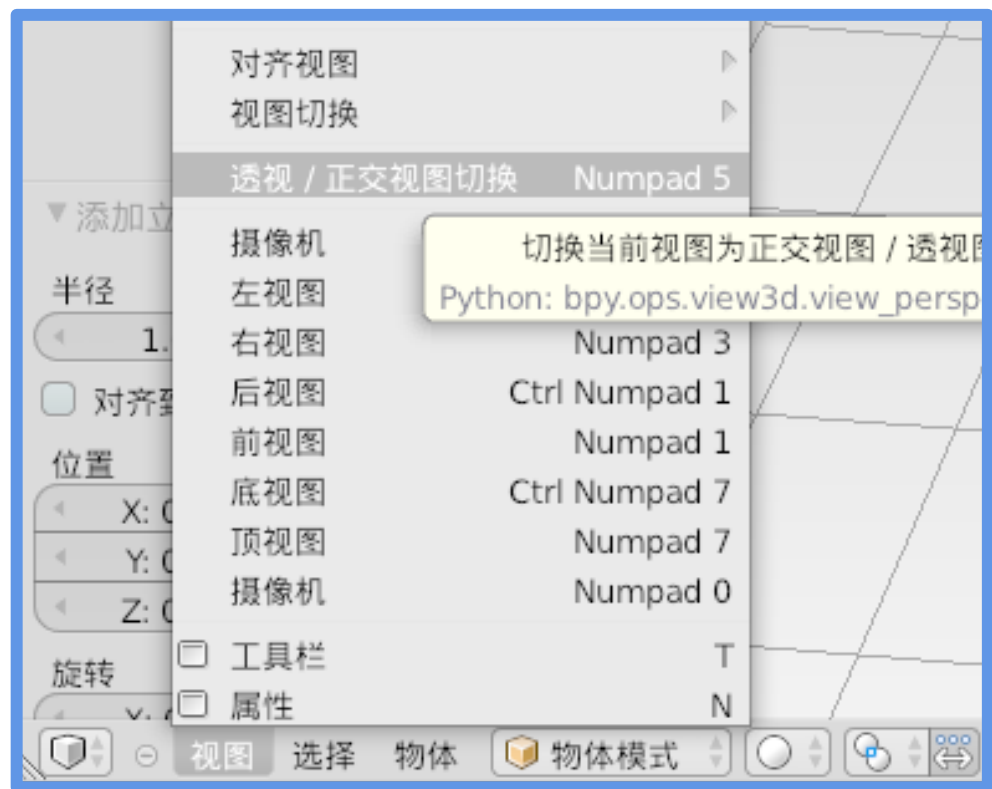 对齐视图
视图切换
透视 / 正交视图切换 Numpad 5
▼添加立
摄像机
切换当前视图为正交视图 / 透视
Python: bpy.ops.view3d.view_persp
半径
左视图
1.
右视图 Numpad 3
对齐到
后视图 Ctrl Numpad 1
前视图 Numpad 1
位置
底视图 Ctrl Numpad 7
X: 0
顶视图 Numpad 7
Y: 0
摄像机 Numpad 0
Z: 0
工具栏 T
旋转
属性 N
视图 选择 物体 物体模式